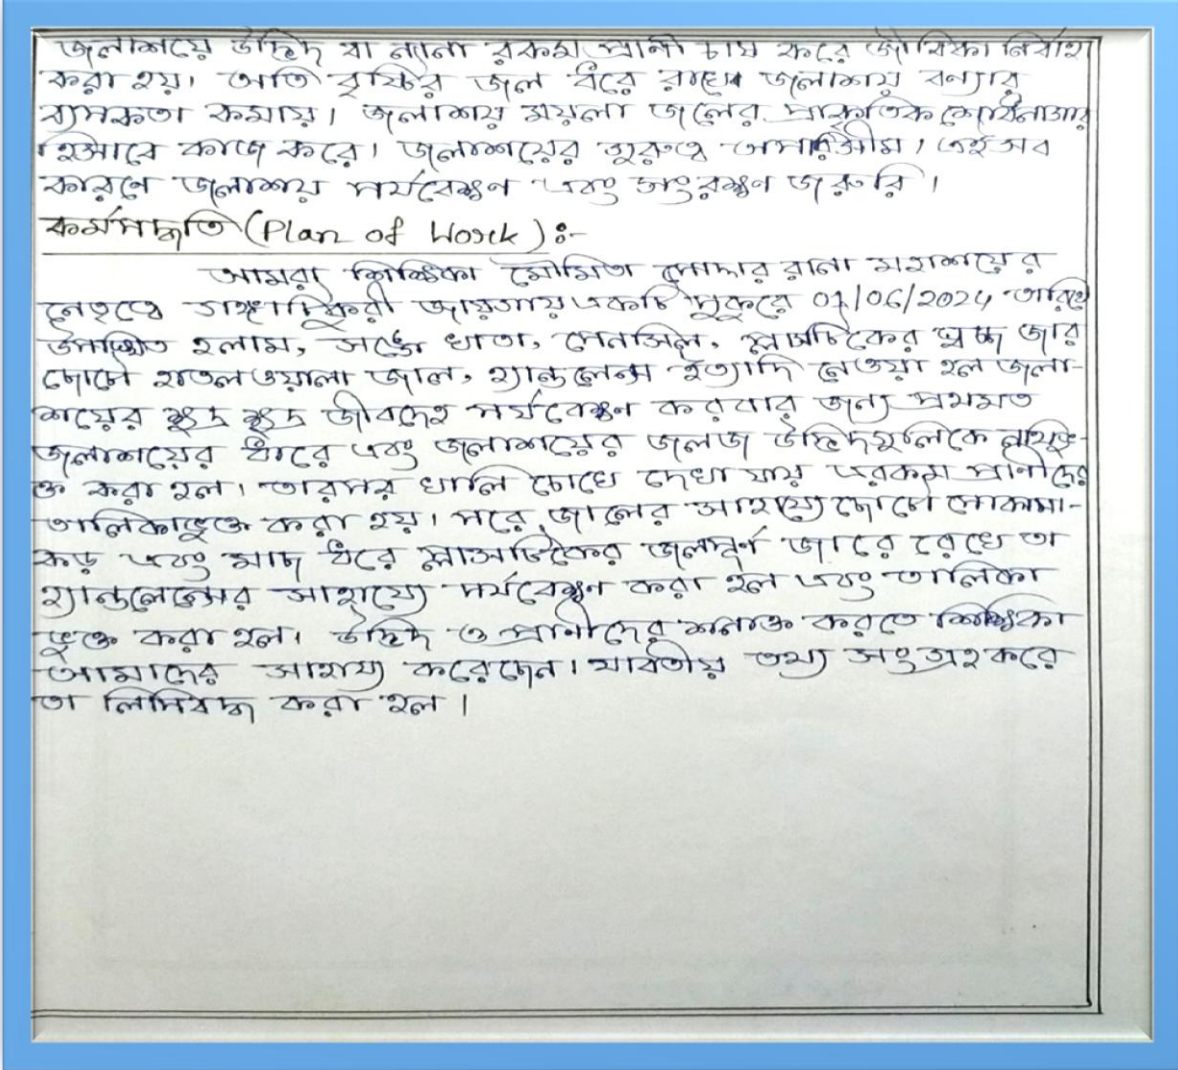 জলাশয়ে উদ্ভিদ বা নানা রকম প্রাণী চাষ করে জীবিকা নির্বাহ
করা হয়। অতি বৃষ্টির জল ধরে রাখে জলাশয় বন্যার
ব্যাপকতা কমায়। জলাশয় ময়লা জলের প্রাকৃতিক শোধনাগার
হিসাবে কাজ করে। জলাশয়ের গুরুত্ব অপরিসীম। এই সব
কারণে জলাশয় পর্যবেক্ষণ এবং সংরক্ষণ জরুরি।
কর্মপদ্ধতি (Plan of Work) :-
আমরা শিক্ষিকা মৌমিতা পোদ্দার রানা মহাশয়ের
নেতৃত্বে জায়গায় একটি পুকুরে 07/06/2024 তারিখ
উপস্থিত হলাম, সঙ্গে খাতা, পেনসিল, প্লাসটিকের স্বচ্ছ জার
ছোটো হাতলওয়ালা জাল, হ্যান্ডলেন্স ইত্যাদি নেওয়া হল জলা-
শয়ের ক্ষুদ্র ক্ষুদ্র জীবদেহ পর্যবেক্ষণ করবার জন্য প্রথমত
জলাশয়ের ধারে এবং জলাশয়ের জলজ উদ্ভিদগুলিকে
ক্ত করা হল। তারপর খালি চোখে দেখা যায় এরকম প্রাণীদের
তালিকাভুক্ত করা হয়। পরে জালের সাহায্যে ছোটো পোকামা-
কড় এবং মাছ ধরে প্লাসটিকের জলপূর্ণ জারে রেখে তা
হ্যান্ডলেন্সের সাহায্যে পর্যবেক্ষণ করা হল এবং তালিকা
ভুক্ত করা হল। উদ্ভিদ ও প্রাণীদের শনাক্ত করতে শিক্ষিকা
আমাদের সাহায্য করেছেন। যাবতীয় তথ্য সংগ্রহ করে
তা লিপিবদ্ধ করা হল।